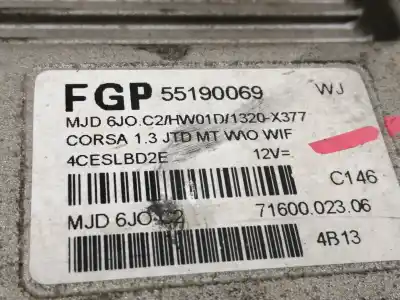 FGP 55190069 WJ
MJD 6JO.C2/HW01D/1320-X377
CORSA 1.3 JTD MT W/O WIF
4CESLBD2E 12V=
C146
MJD 6JO.C2 71600.023.06
4B13